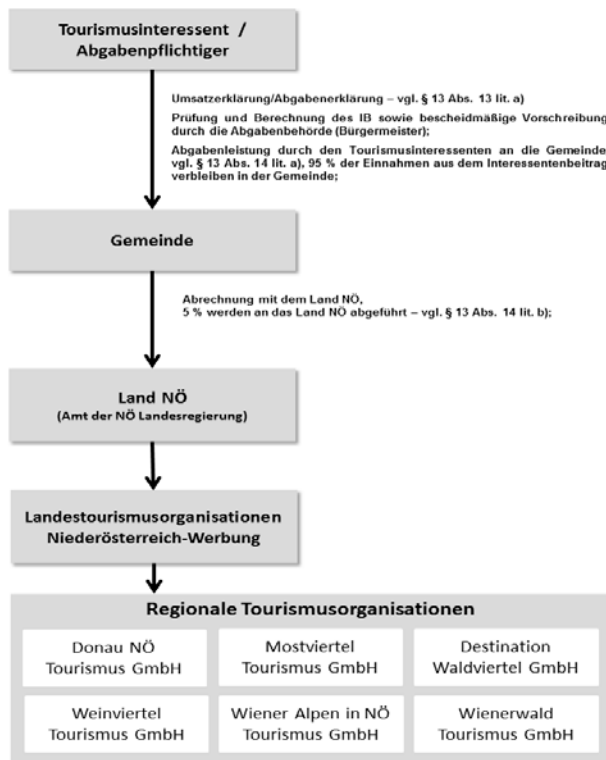 Tourismusinteressent /
Abgabenpflichtiger
Umsatzerklärung/Abgabenerklärung – vgl. § 13 Abs. 13 lit. a)
Prüfung und Berechnung des IB sowie bescheidmäßige Vorschreibung
durch die Abgabenbehörde (Bürgermeister);
Abgabenleistung durch den Tourismusinteressenten an die Gemeinde
vgl. § 13 Abs. 14 lit. a), 95 % der Einnahmen aus dem Interessentenbeitrag
verbleiben in der Gemeinde;
Gemeinde
Abrechnung mit dem Land NÖ,
5 % werden an das Land NÖ abgeführt – vgl. § 13 Abs. 14 lit. b);
Land NÖ
(Amt der NÖ Landesregierung)
Landestourismusorganisationen
Niederösterreich-Werbung
Regionale Tourismusorganisationen
Donau NÖ
Tourismus GmbH
Mostviertel
Tourismus GmbH
Destination
Waldviertel GmbH
Weinviertel
Tourismus GmbH
Wiener Alpen in NÖ
Tourismus GmbH
Wienerwald
Tourismus GmbH